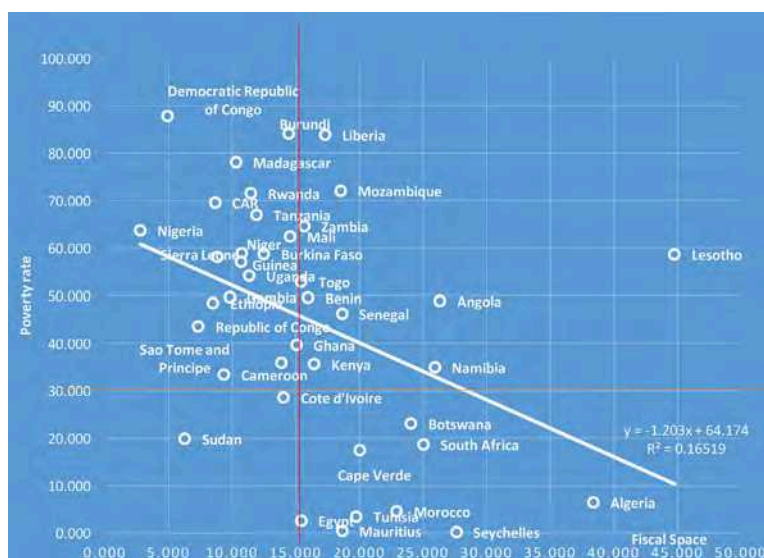 100.000
90.000
80.000
70.000
60.000
50.000
40.000
30.000
20.000
10.000
0.000
Poverty rate
Democratic Republic
of Congo
Burundi
Liberia
Madagascar
Rwanda
Mozambique
CAR
Tanzania
Zambia
Nigeria
Mali
Niger
Sierra Leone
Burkina Faso
Lesotho
Guinea
Uganda
Togo
Gambia
Benin
Angola
Ethiopia
Senegal
Republic of Congo
Ghana
Sao Tome and
Principe
Kenya
Namibia
Cameroon
Cote d'Ivoire
Botswana
y = -1.203x + 64.174
R² = 0.16519
Sudan
South Africa
Cape Verde
Algeria
Morocco
Egypt
Tunisia
Mauritius
Seychelles
Fiscal Space
0.000 5.000 10.000 15.000 20.000 25.000 30.000 35.000 40.000 45.000 50.000